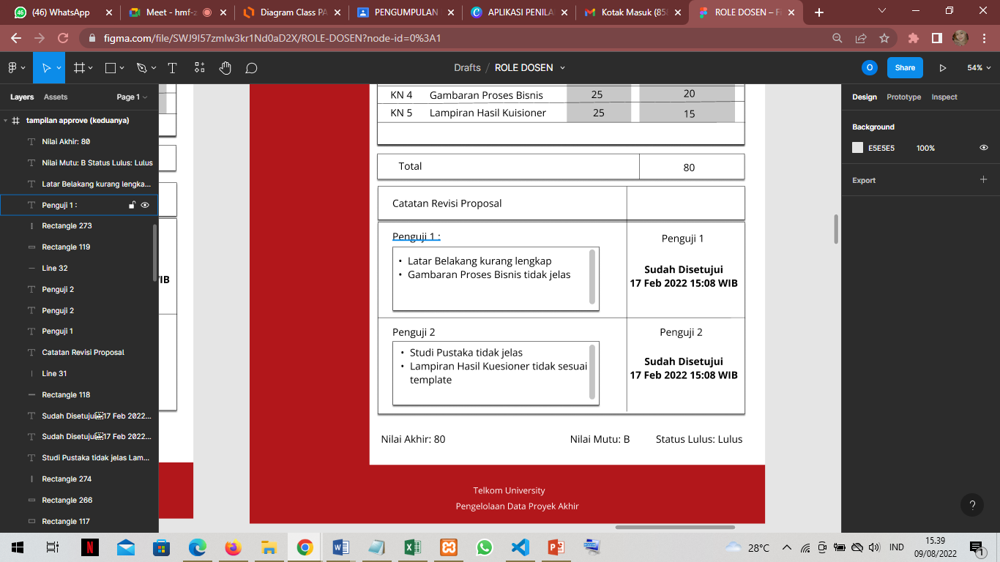 (46) WhatsApp
Meet - hmf-z
Diagram Class PA
PENGUMPULAN
APLIKASI PENILA
Kotak Masuk (858
ROLE DOSEN – Fi
figma.com/file/SWJ9I57zmlw3kr1Nd0aD2X/ROLE-DOSEN?node-id=0%3A1
Drafts / ROLE DOSEN
O
Share
54%
Layers Assets Page 1
tampilan approve (keduanya)
Nilai Akhir: 80
Nilai Mutu: B Status Lulus: Lulus
Latar Belakang kurang lengka...
Penguji 1 :
Rectangle 273
Rectangle 119
Line 32
Penguji 2
Penguji 2
Penguji 1
Catatan Revisi Proposal
Line 31
Rectangle 118
Sudah Disetujui17 Feb 2022...
Sudah Disetujui17 Feb 2022...
Studi Pustaka tidak jelas Lam...
Rectangle 274
Rectangle 266
Rectangle 117
WIB
KN 4 Gambaran Proses Bisnis 25 20
KN 5 Lampiran Hasil Kuisioner 25 15
Total 80
Catatan Revisi Proposal
Penguji 1 :
• Latar Belakang kurang lengkap
• Gambaran Proses Bisnis tidak jelas
Penguji 1
Sudah Disetujui
17 Feb 2022 15:08 WIB
Penguji 2
• Studi Pustaka tidak jelas
• Lampiran Hasil Kuesioner tidak sesuai
template
Penguji 2
Sudah Disetujui
17 Feb 2022 15:08 WIB
Nilai Akhir: 80 Nilai Mutu: B Status Lulus: Lulus
Telkom University
Pengelolaan Data Proyek Akhir
Design Prototype Inspect
Background
E5E5E5 100%
Export
?
28°C
IND
15.39
09/08/2022
1